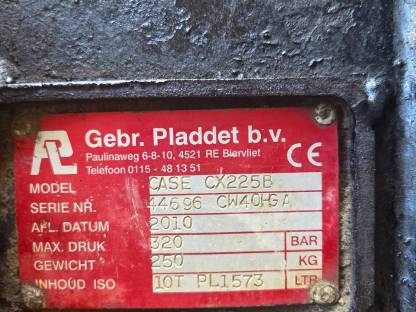 PL
Gebr. Pladdet b.v.
Paulinaweg 6-8-10, 4521 RE Biervliet
Telefoon 0115 - 48 13 51
CE
MODEL CASE CX225B
SERIE NR. 44696 CW40HGA
AFL. DATUM 2010
MAX. DRUK 320 BAR
GEWICHT 250 KG
INHOUD ISO 10T PL1573 LTR